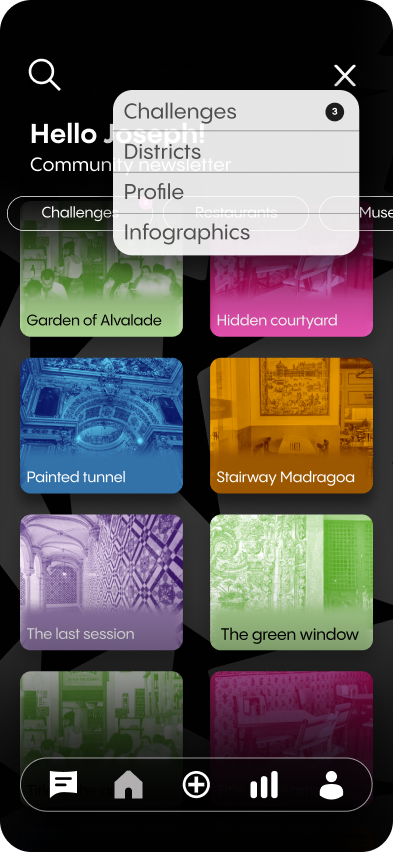 Challenges 3
Hello Joseph!
Districts
Community newsletter
Profile
Challenges Restaurants Muse
Infographics
Garden of Alvalade Hidden courtyard
Painted tunnel Stairway Madragoa
The last session The green window